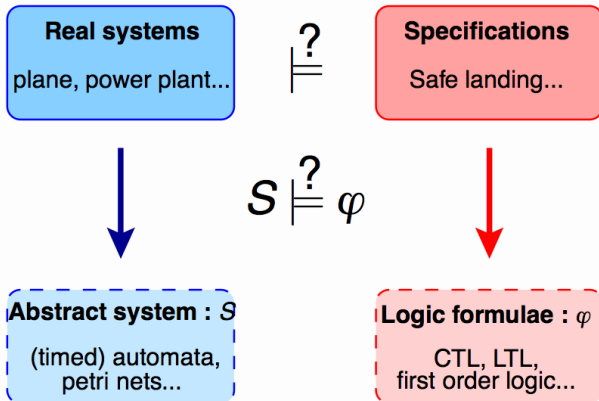 Real systems
plane, power plant...
?
⊨
Specifications
Safe landing...
?
S ⊨ φ
Abstract system : S
(timed) automata,
petri nets...
Logic formulae : φ
CTL, LTL,
first order logic...